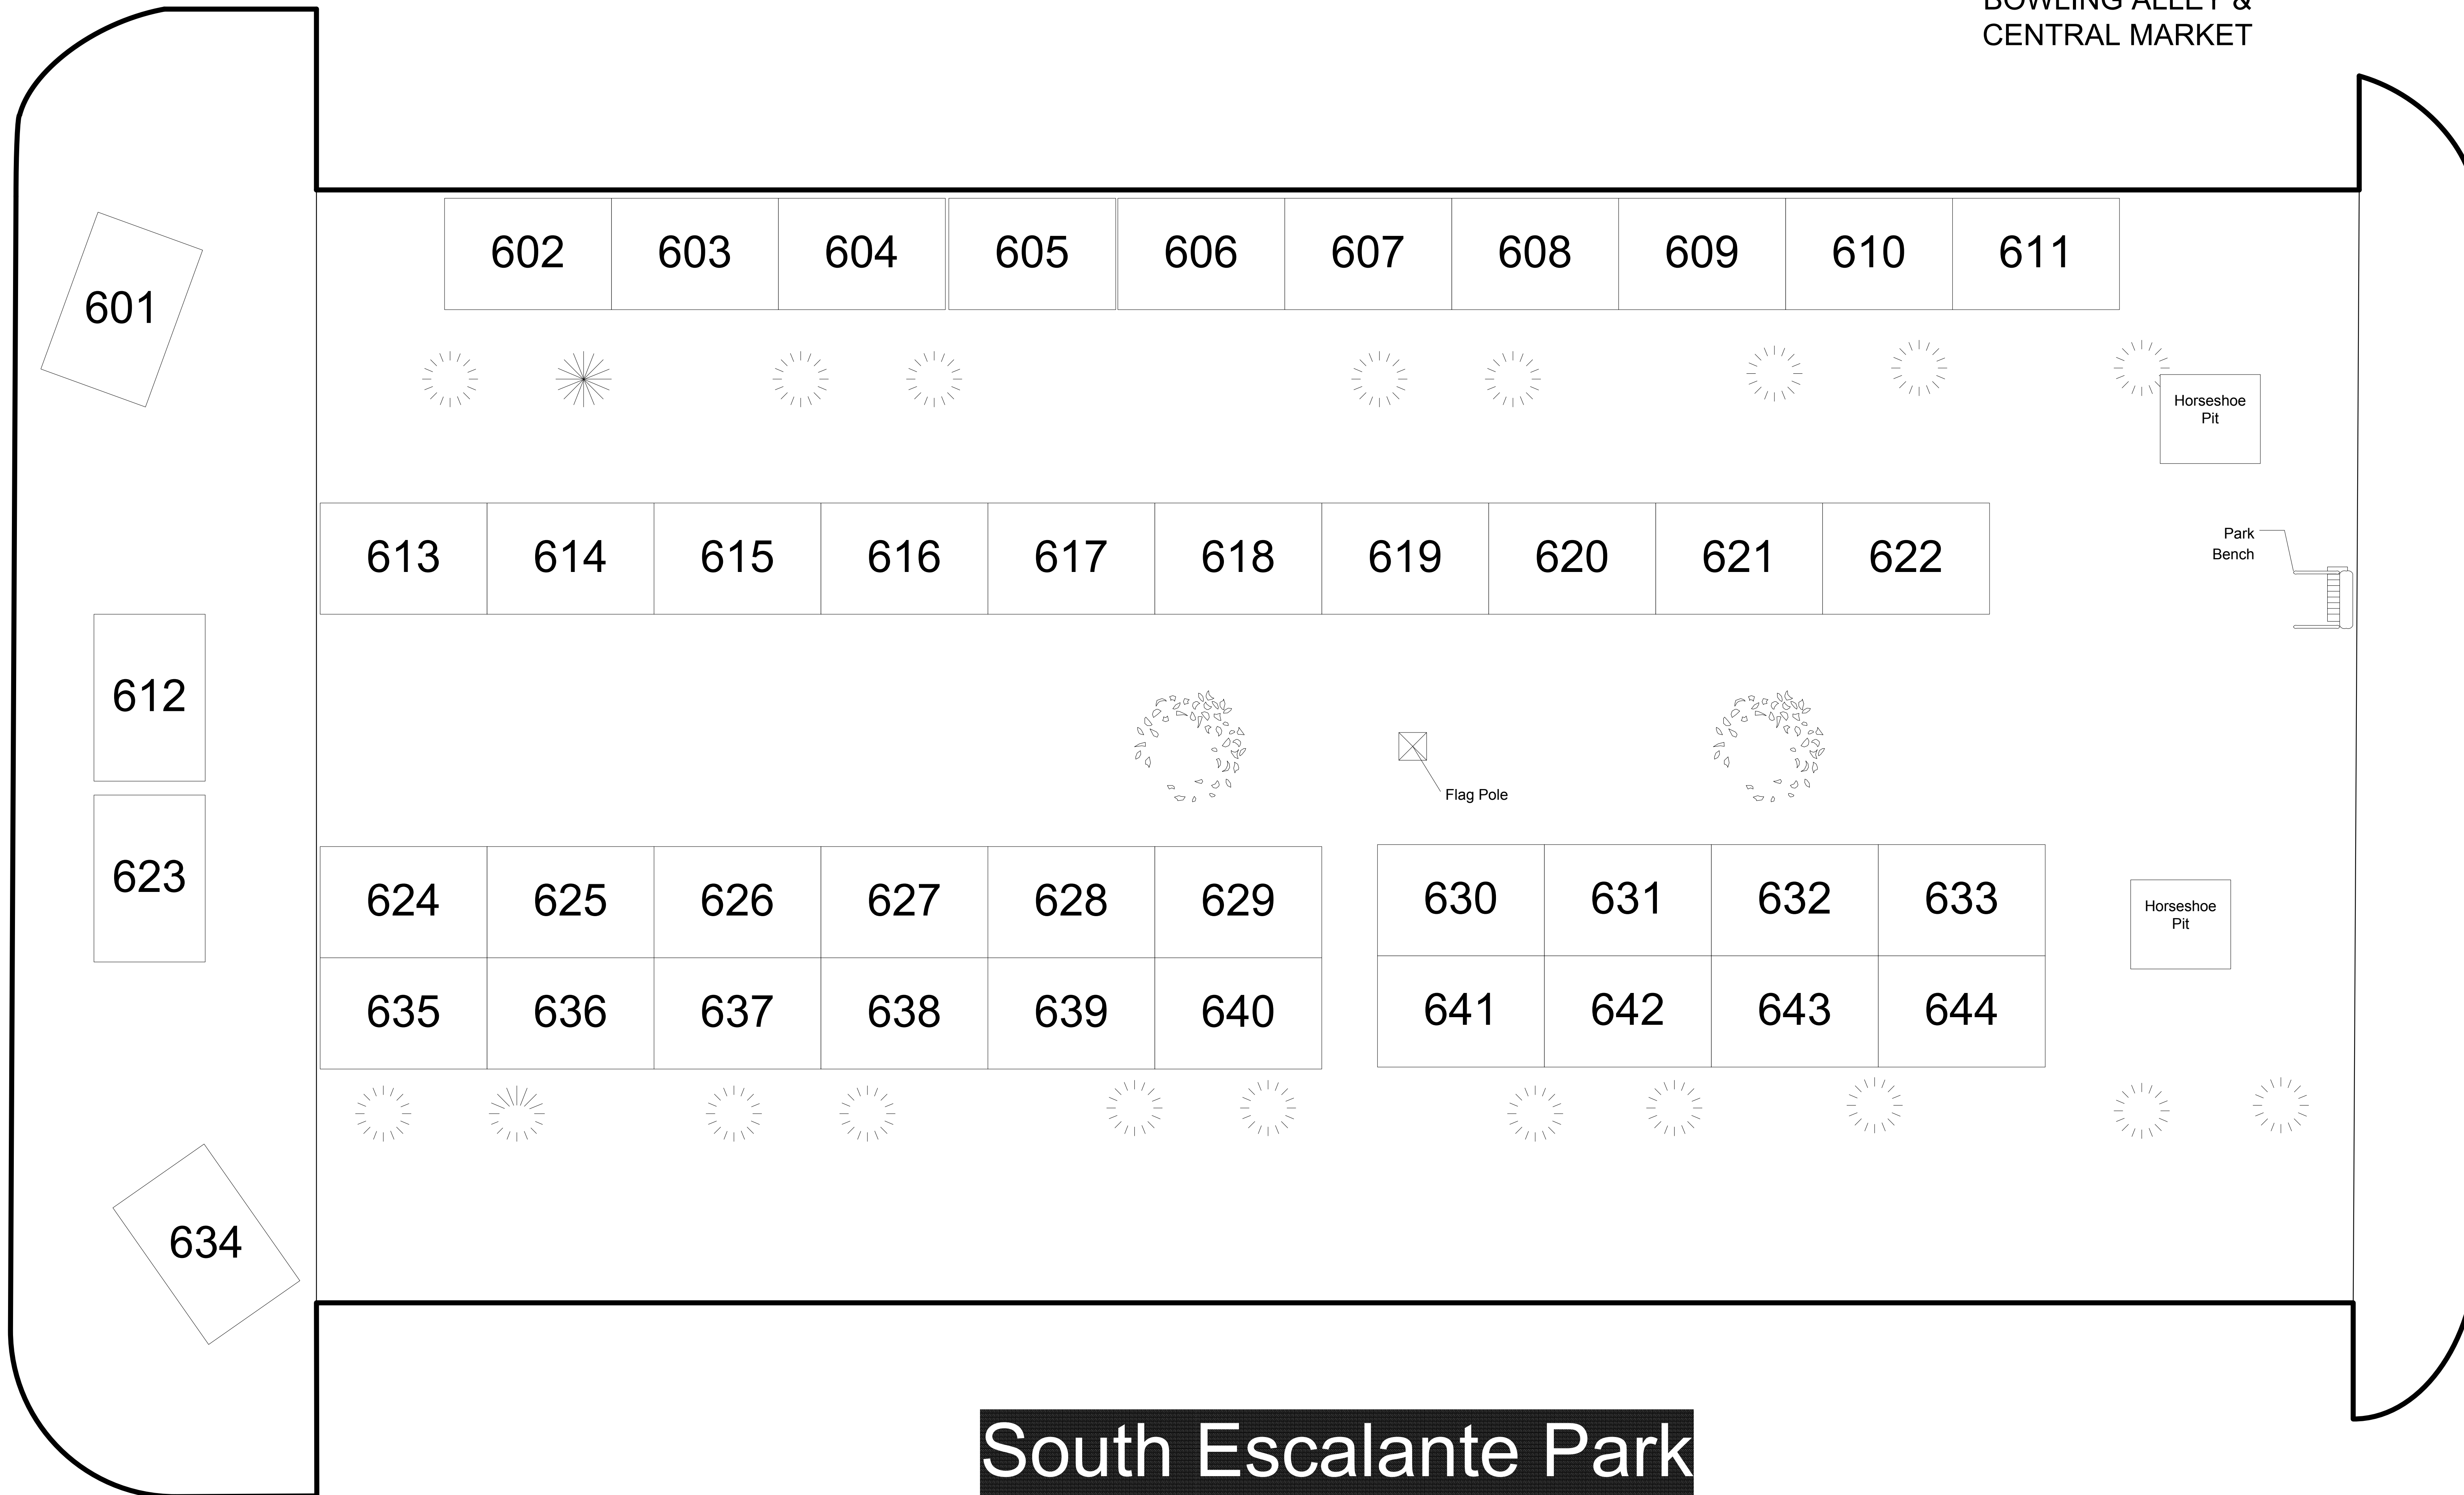 BOWLING ALLEY &
CENTRAL MARKET
601
602 603 604 605 606 607 608 609 610 611
Horseshoe
Pit
613 614 615 616 617 618 619 620 621 622
Park
Bench
612
Flag Pole
623
624 625 626 627 628 629 630 631 632 633
Horseshoe
Pit
635 636 637 638 639 640 641 642 643 644
634
South Escalante Park